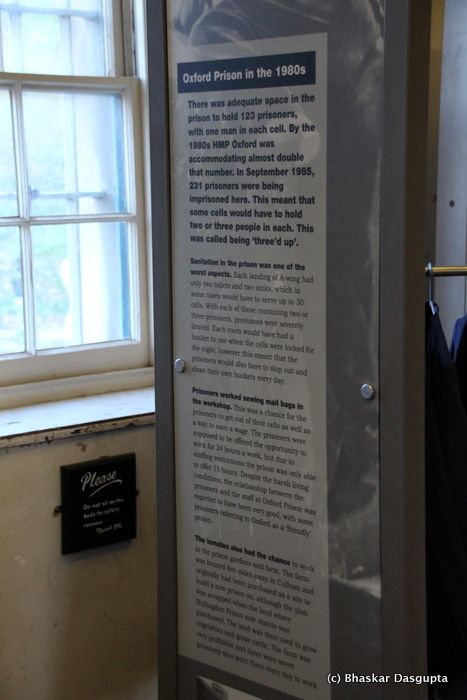 Oxford Prison in the 1980s
There was adequate space in the
prison to hold 123 prisoners,
with one man in each cell. By the
1980s HMP Oxford was
accommodating almost double
that number. In September 1985,
231 prisoners were being
imprisoned here. This meant that
some cells would have to hold
two or three people in each. This
was called being ‘three’d up’.
Sanitation in the prison was one of the
worst aspects. Each landing of A-wing had
only two toilets and two sinks, which in
some cases would have to serve up to 30
cells. With each of these containing two or
three prisoners, provisions were severely
limited. Each room would have had a
bucket to use when the cells were locked for
the night, however this meant that the
prisoners would also have to slop out and
clean their own buckets every day.
Prisoners worked sewing mail bags in
the workshop. This was a chance for the
prisoners to get out of their cells as well as
a way to earn a wage. The prisoners were
supposed to be offered the opportunity to
work for 24 hours a week, but due to
staffing restrictions the prison was only able
to offer 15 hours. Despite the harsh living
conditions, the relationship between the
prisoners and the staff at Oxford Prison was
reported to have been very good, with some
prisoners referring to Oxford as a ‘friendly’
prison.
The inmates also had the chance to work
in the prison gardens and farm. The farm
was located five miles away in Culham and
originally had been purchased as a site to
build a new prison on, although the plan
was scrapped when the land where
Bullingdon Prison now stands was
purchased. The land was then used to grow
vegetables and graze cattle. The farm was
very profitable and there were seven
prisoners who went there every day to work
Please
Do not sit on the
beds for safety
reasons
(c) Bhaskar Dasgupta